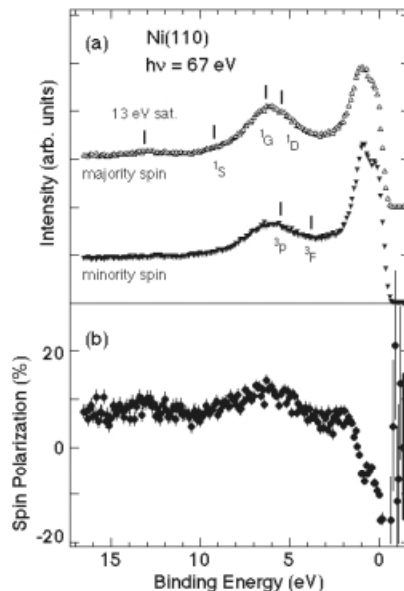 (a)
Ni(110)
hν = 67 eV
13 eV sat.
¹S
¹G
¹D
majority spin
³P
³F
minority spin
Intensity (arb. units)
(b)
20
0
-20
Spin Polarization (%)
15
10
5
0
Binding Energy (eV)